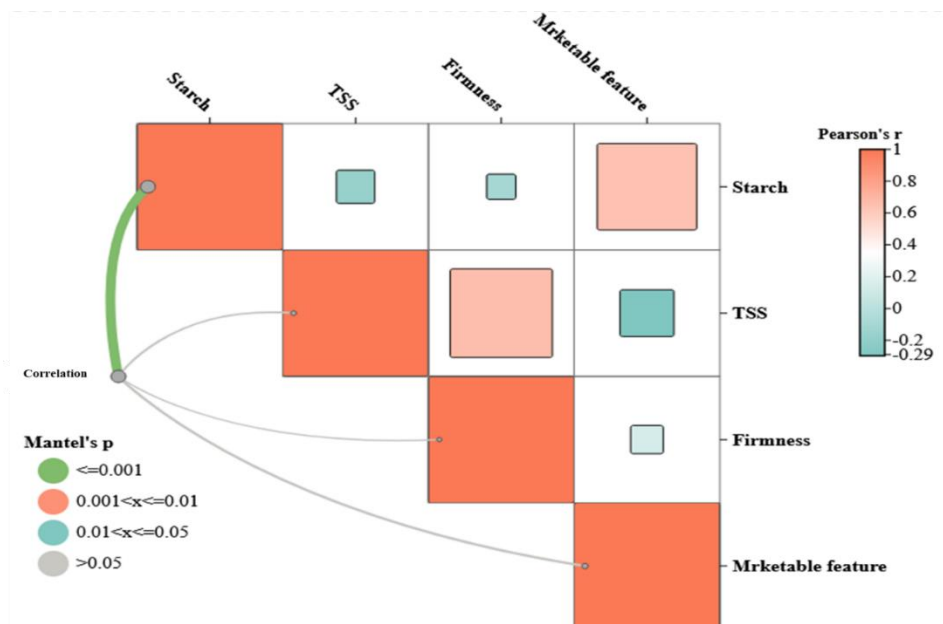 Starch
TSS
Firmness
Mrketable feature
Pearson's r
1
0.8
0.6
0.4
0.2
0
-0.2
-0.29
Starch
TSS
Firmness
Mrketable feature
Correlation
Mantel's p
<=0.001
0.001<x<=0.01
0.01<x<=0.05
>0.05